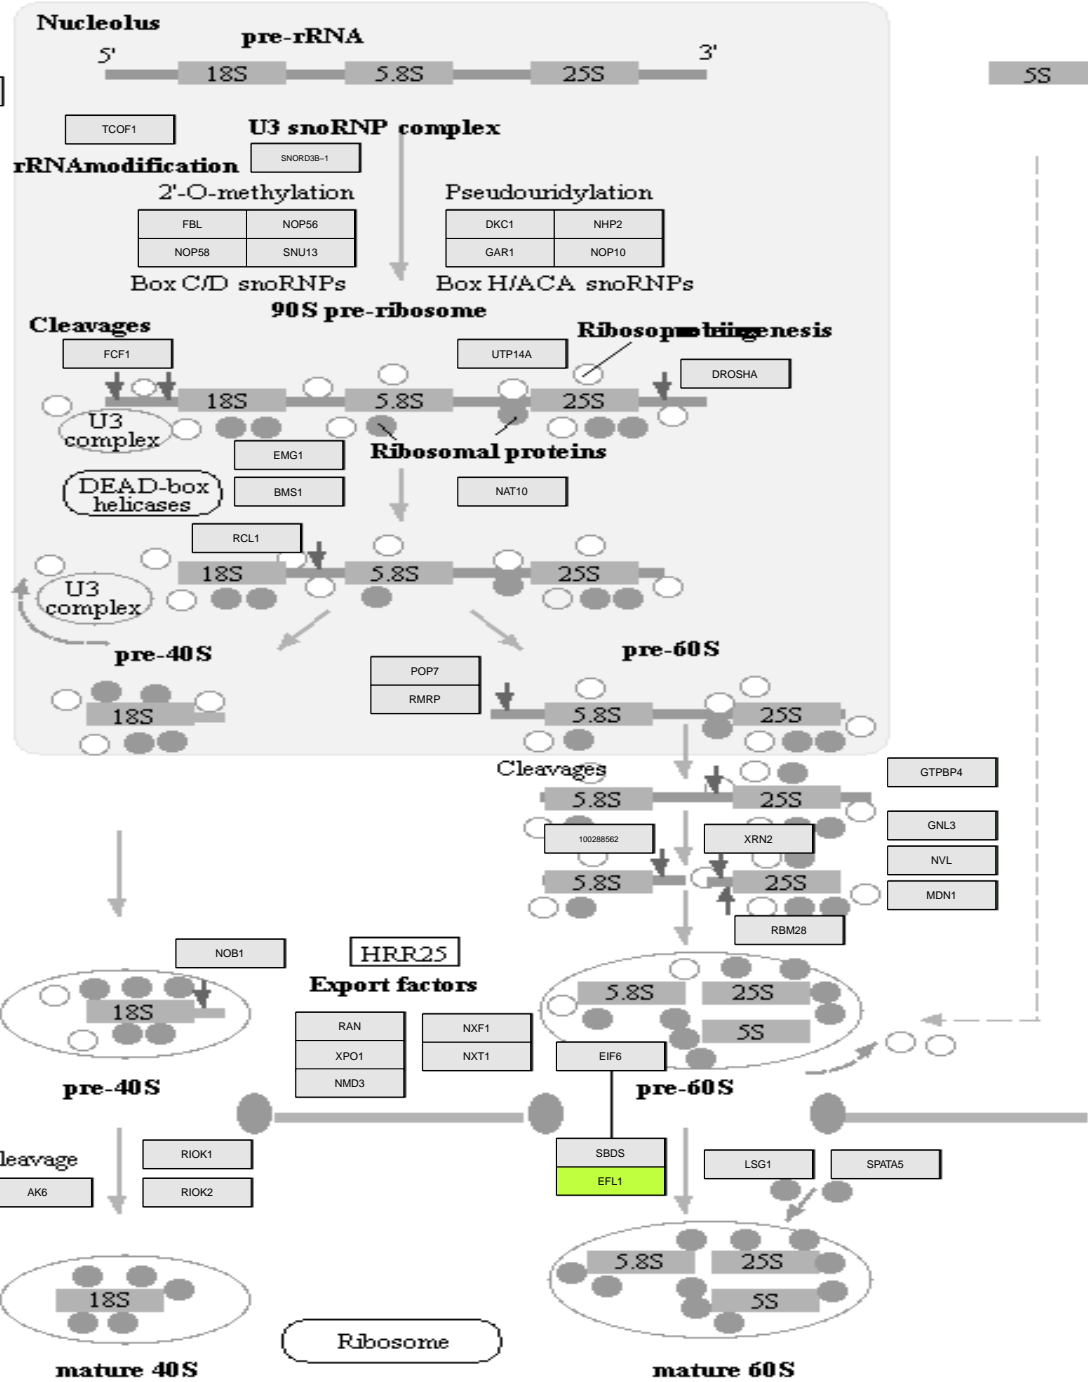 Nucleolus
pre-rRNA
5'
3'
18S
5.8S
25S
5S
TCOF1
U3 snoRNP complex
rRNAmodification
SNORD3B-1
2'-O-methylation
Pseudouridylation
FBL
NOP56
DKC1
NHP2
NOP58
SNU13
GAR1
NOP10
Box C/D snoRNPs
Box H/ACA snoRNPs
90S pre-ribosome
Cleavages
FCF1
UTP14A
DROSHA
18S
5.8S
25S
U3
complex
Ribosomal proteins
EMG1
DEAD-box
helicases
BMS1
NAT10
RCL1
18S
5.8S
25S
U3
complex
pre-40S
pre-60S
POP7
RMRP
18S
5.8S
25S
Cleavages
GTPBP4
5.8S
25S
GNL3
100288562
XRN2
NVL
5.8S
25S
MDN1
RBM28
NOB1
HRR25
Export factors
18S
5.8S
25S
5S
RAN
XPO1
NMD3
NXF1
NXT1
EIF6
pre-40S
pre-60S
leavage
AK6
RIOK1
RIOK2
SBDS
EFL1
LSG1
SPATA5
18S
5.8S
25S
5S
Ribosome
mature 40S
mature 60S